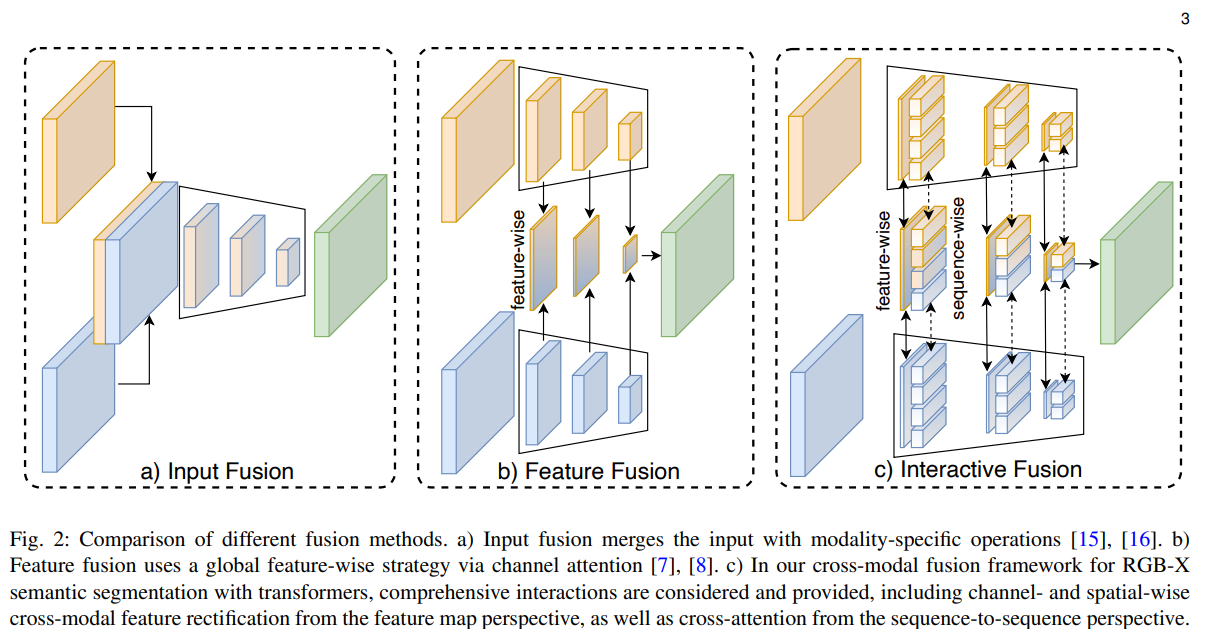 3
feature-wise
feature-wise
sequence-wise
a) Input Fusion
b) Feature Fusion
c) Interactive Fusion
Fig. 2: Comparison of different fusion methods. a) Input fusion merges the input with modality-specific operations [15], [16]. b)
Feature fusion uses a global feature-wise strategy via channel attention [7], [8]. c) In our cross-modal fusion framework for RGB-X
semantic segmentation with transformers, comprehensive interactions are considered and provided, including channel- and spatial-wise
cross-modal feature rectification from the feature map perspective, as well as cross-attention from the sequence-to-sequence perspective.